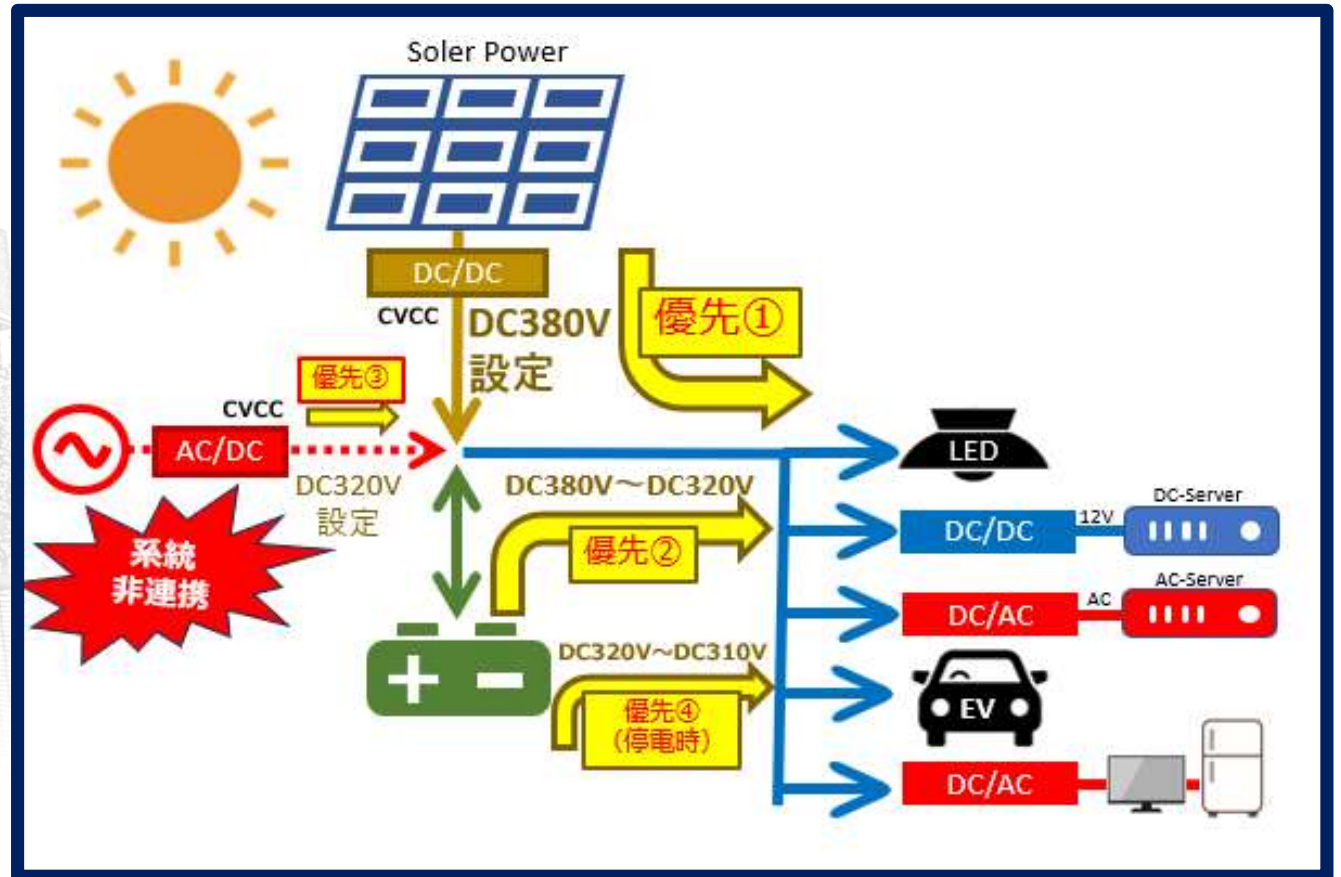 Soler Power
DC/DC
CVCC
DC380V
設定
優先①
優先③
CVCC
AC/DC
DC320V
設定
系統
非連携
DC380V～DC320V
優先②
DC320V～DC310V
優先④
（停電時）
LED
DC/DC
12V
DC-Server
DC/AC
AC
AC-Server
EV
DC/AC